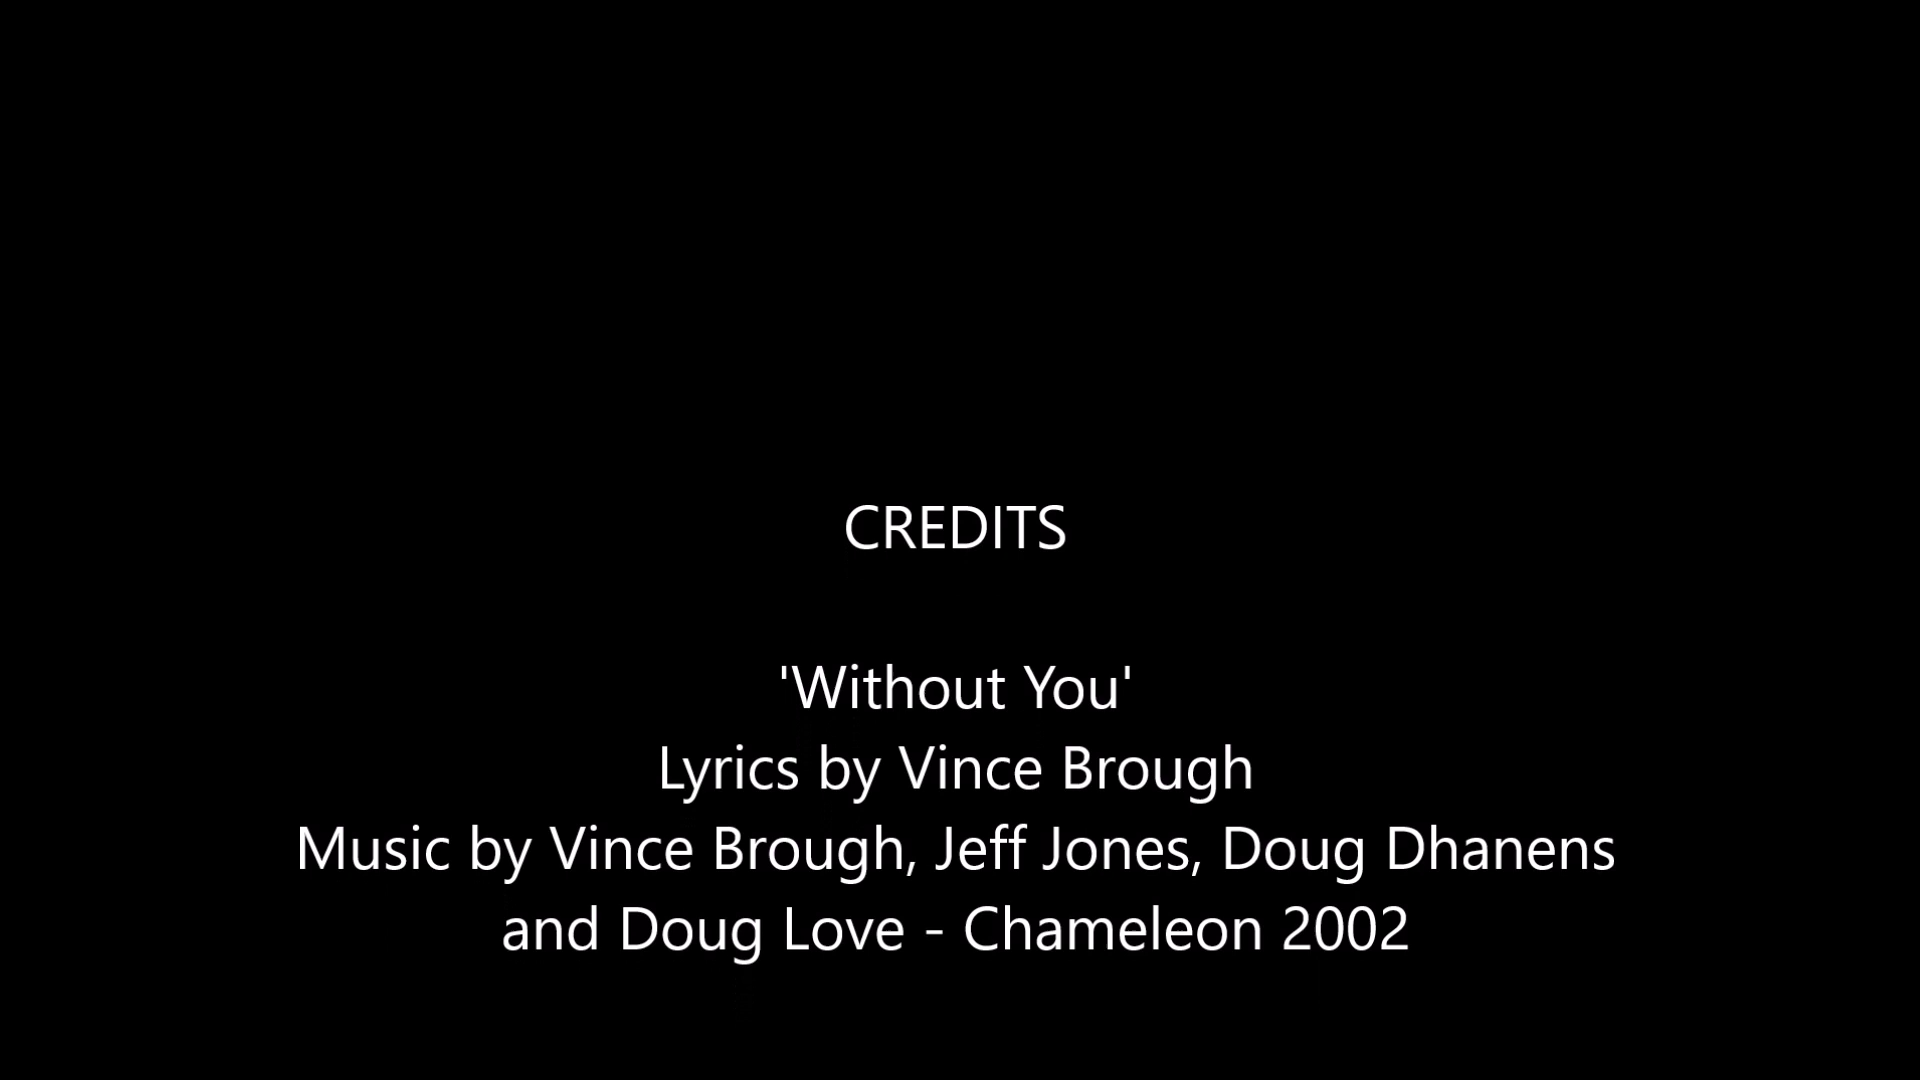 CREDITS
'Without You'
Lyrics by Vince Brough
Music by Vince Brough, Jeff Jones, Doug Dhanens
and Doug Love - Chameleon 2002